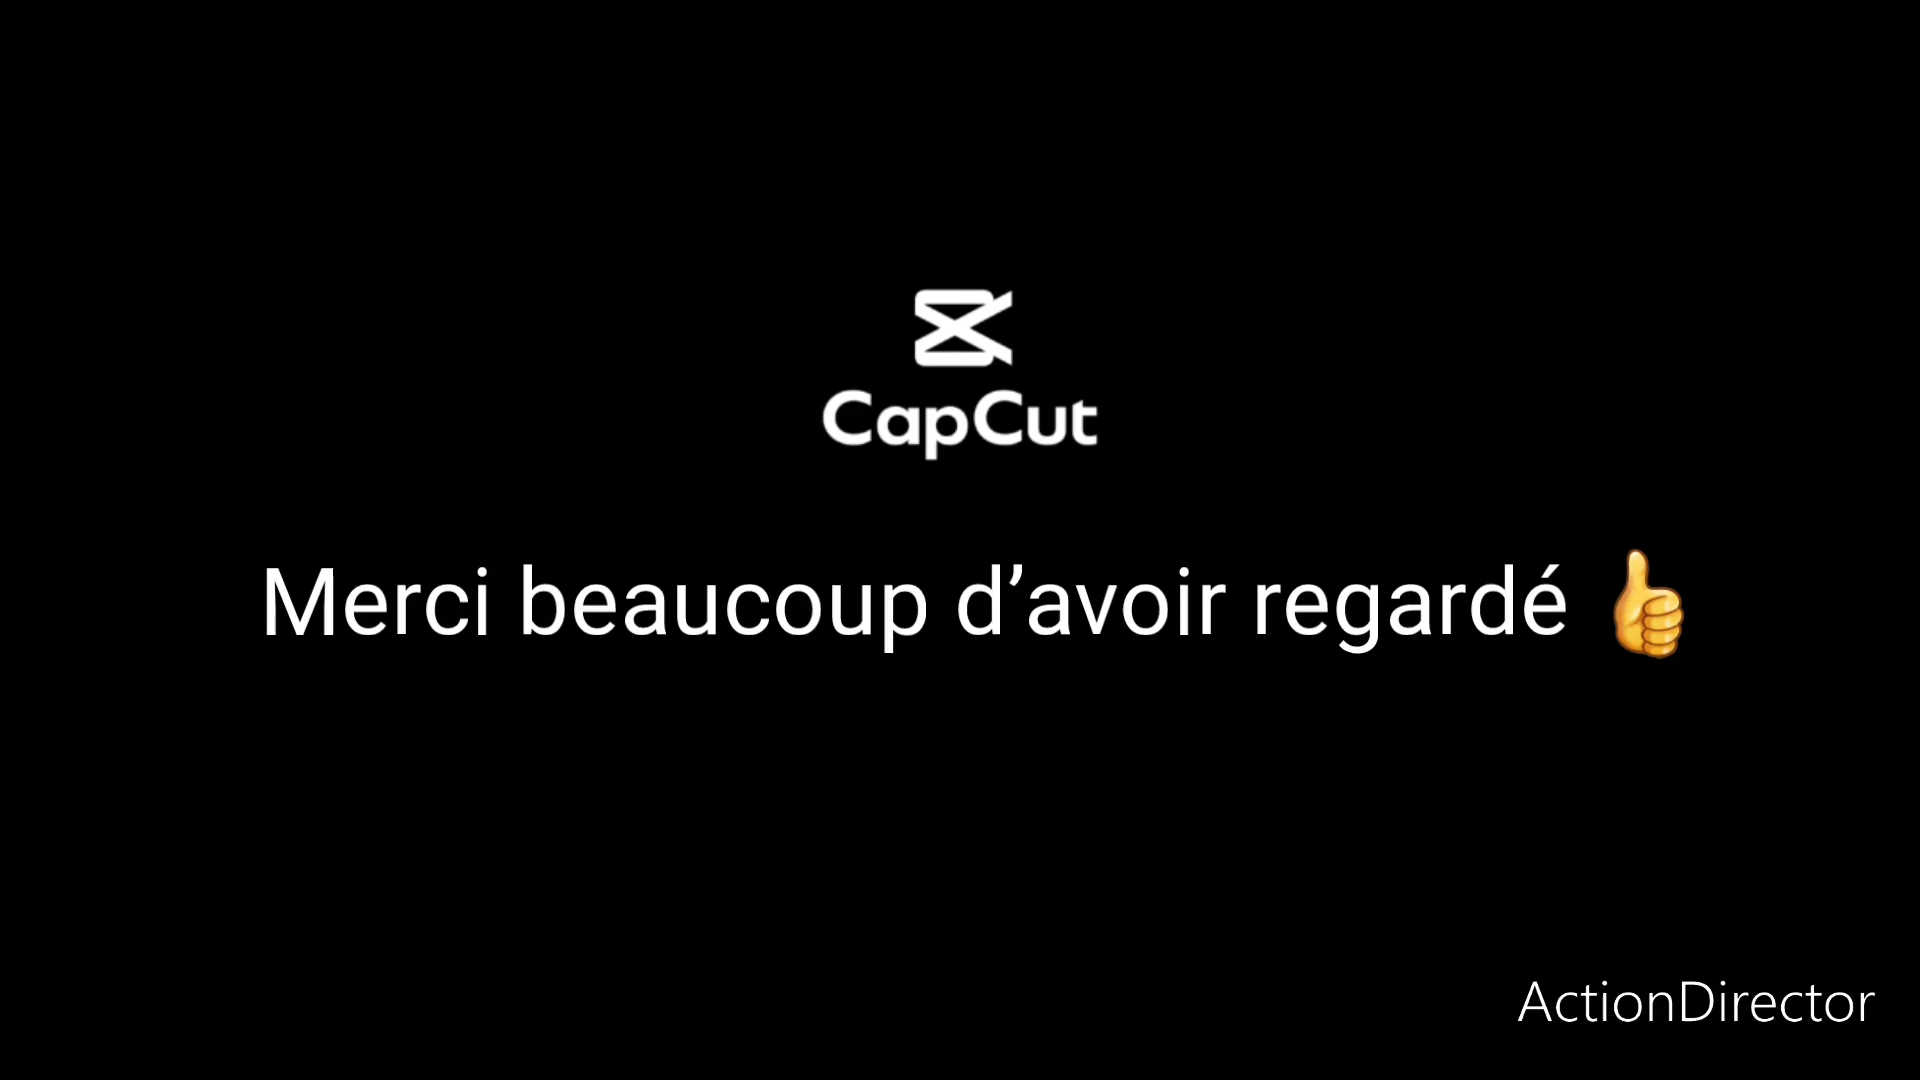 CapCut
Merci beaucoup d’avoir regardé 👍
ActionDirector